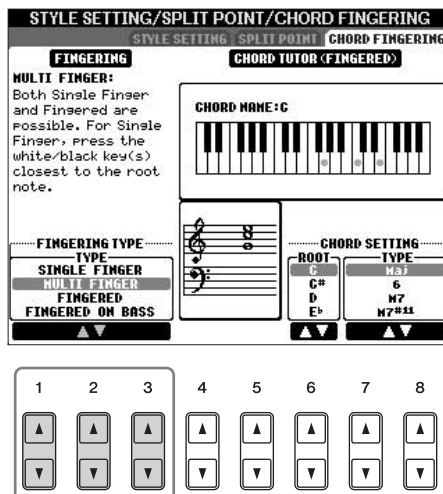 STYLE SETTING/SPLIT POINT/CHORD FINGERING
STYLE SETTING SPLIT POINT CHORD FINGERING
FINGERING
CHORD TUTOR (FINGERED)
MULTI FINGER:
Both Single Finger
and Fingered are
possible. For Single
Finger, press the
white/black key(s)
closest to the root
note.
CHORD NAME:C
FINGERING TYPE
TYPE
SINGLE FINGER
MULTI FINGER
FINGERED
FINGERED ON BASS
CHORD SETTING
ROOT TYPE
C Maj
C# 6
D M7
E♭ M7#11
1 2 3 4 5 6 7 8